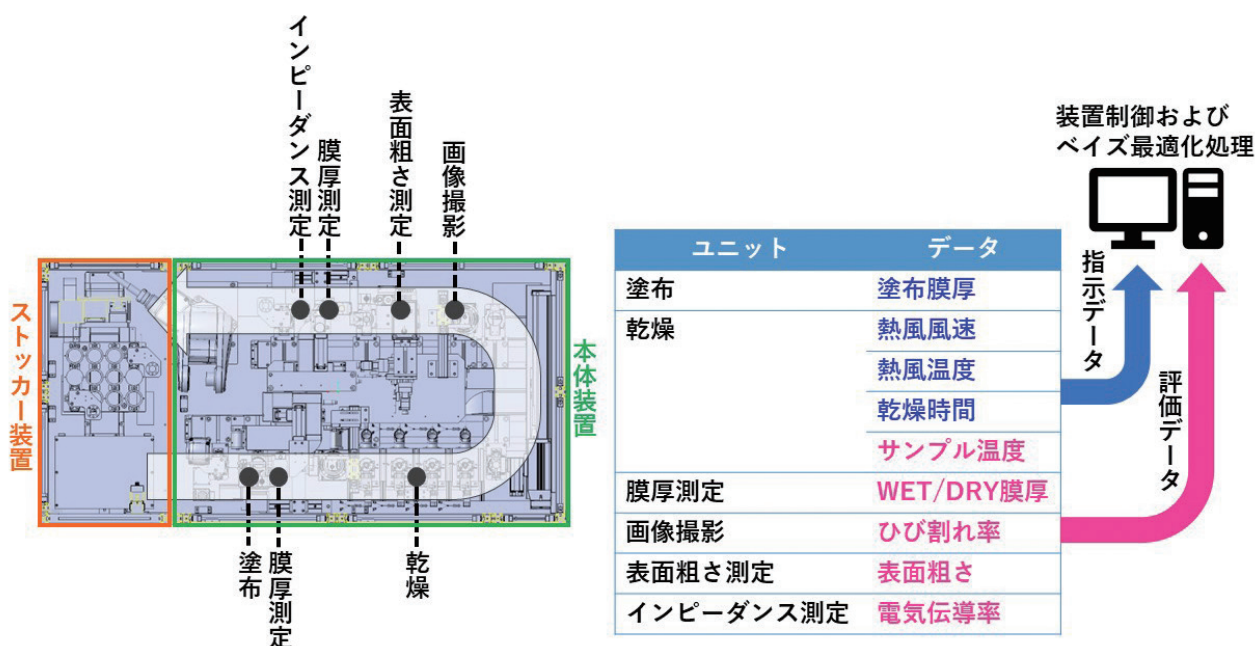 インピーダンス測定
膜厚測定
表面粗さ測定
画像撮影
ストッカー装置
本体装置
塗布
膜厚測定
乾燥
ユニット データ
塗布 塗布膜厚
乾燥 熱風風速
熱風温度
乾燥時間
サンプル温度
膜厚測定 WET/DRY膜厚
画像撮影 ひび割れ率
表面粗さ測定 表面粗さ
インピーダンス測定 電気伝導率
装置制御および
ベイズ最適化処理
指示データ
評価データ